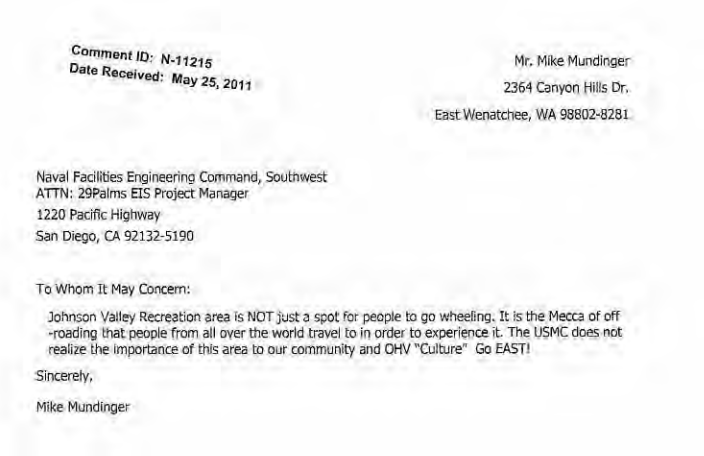 Comment ID: N-11215
Date Received: May 25, 2011
Mr. Mike Mundinger
2364 Canyon Hills Dr.
East Wenatchee, WA 98802-8281
Naval Facilities Engineering Command, Southwest
ATTN: 29Palms EIS Project Manager
1220 Pacific Highway
San Diego, CA 92132-5190
To Whom It May Concern:
Johnson Valley Recreation area is NOT just a spot for people to go wheeling. It is the Mecca of off
-roading that people from all over the world travel to in order to experience it. The USMC does not
realize the importance of this area to our community and OHV "Culture" Go EAST!
Sincerely,
Mike Mundinger